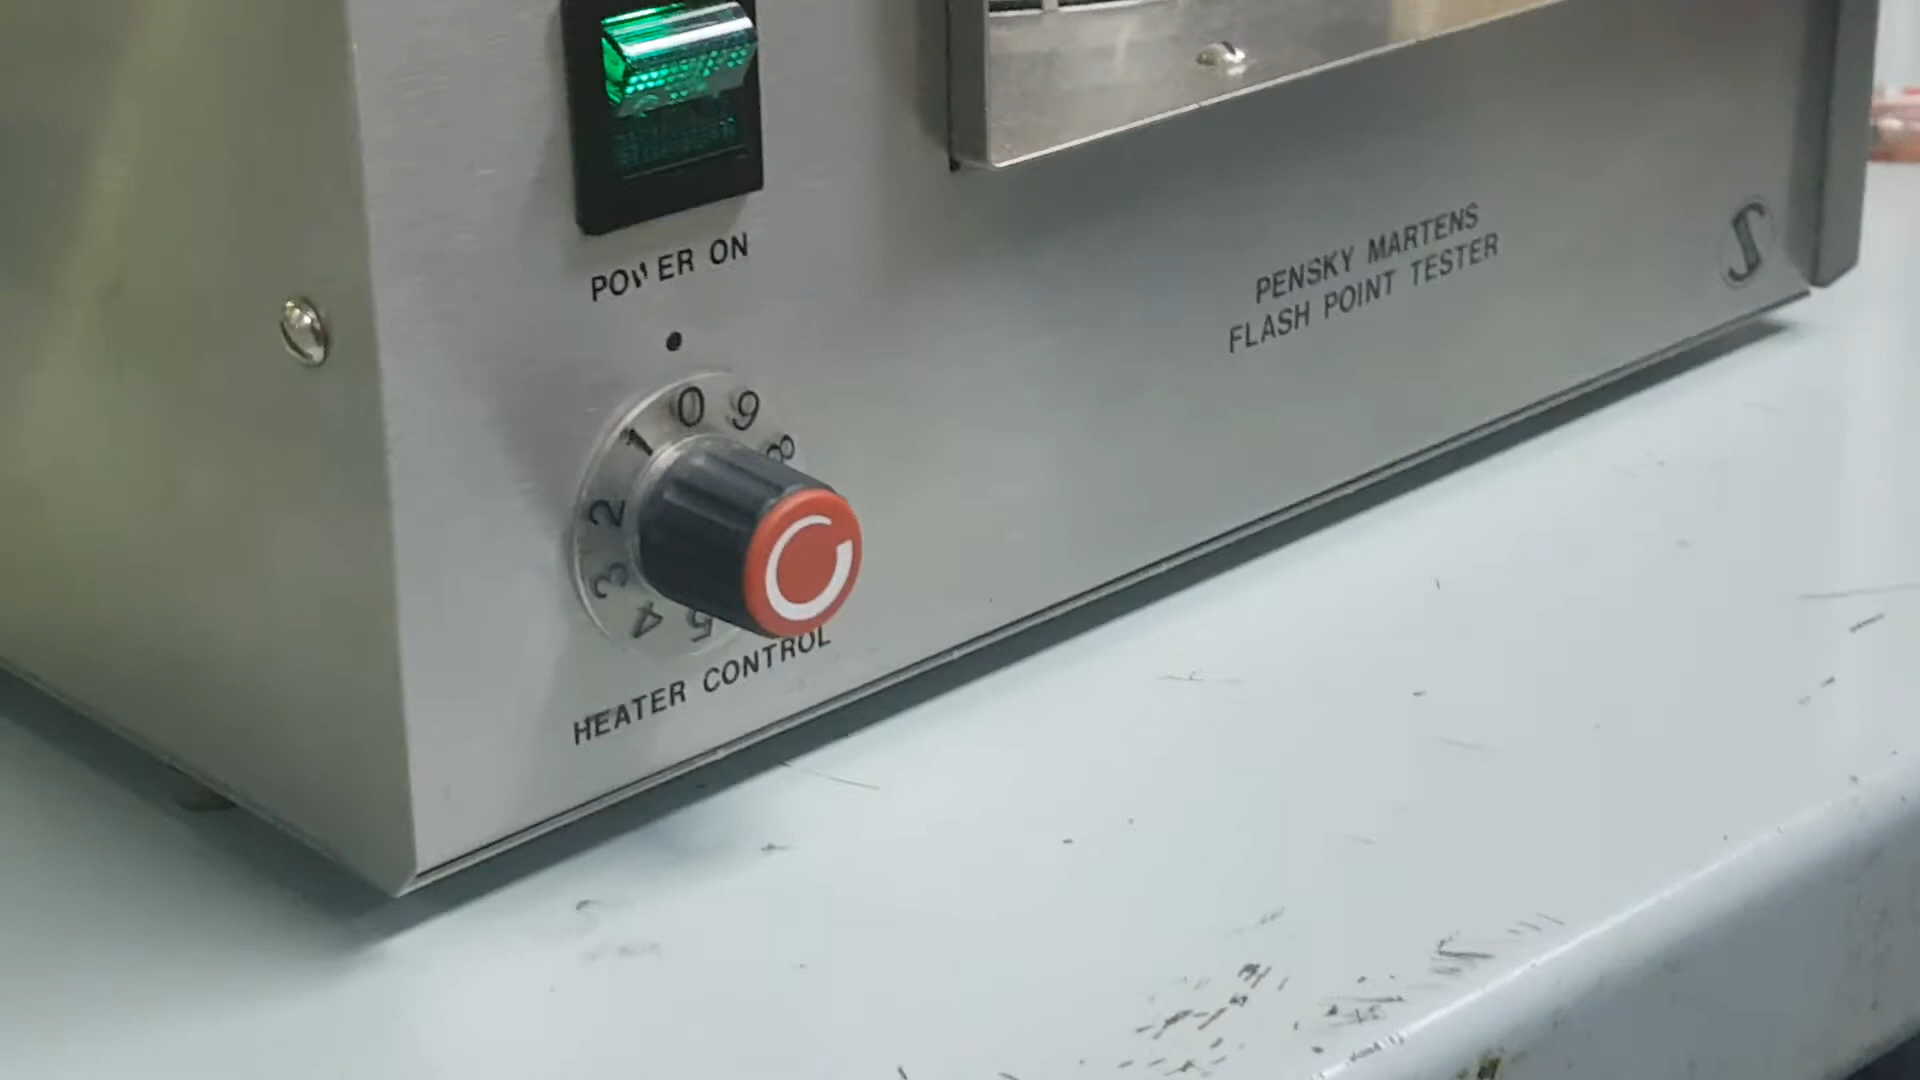 POWER ON
0 9
1 8
2
3
4 5
HEATER CONTROL
PENSKY MARTENS
FLASH POINT TESTER